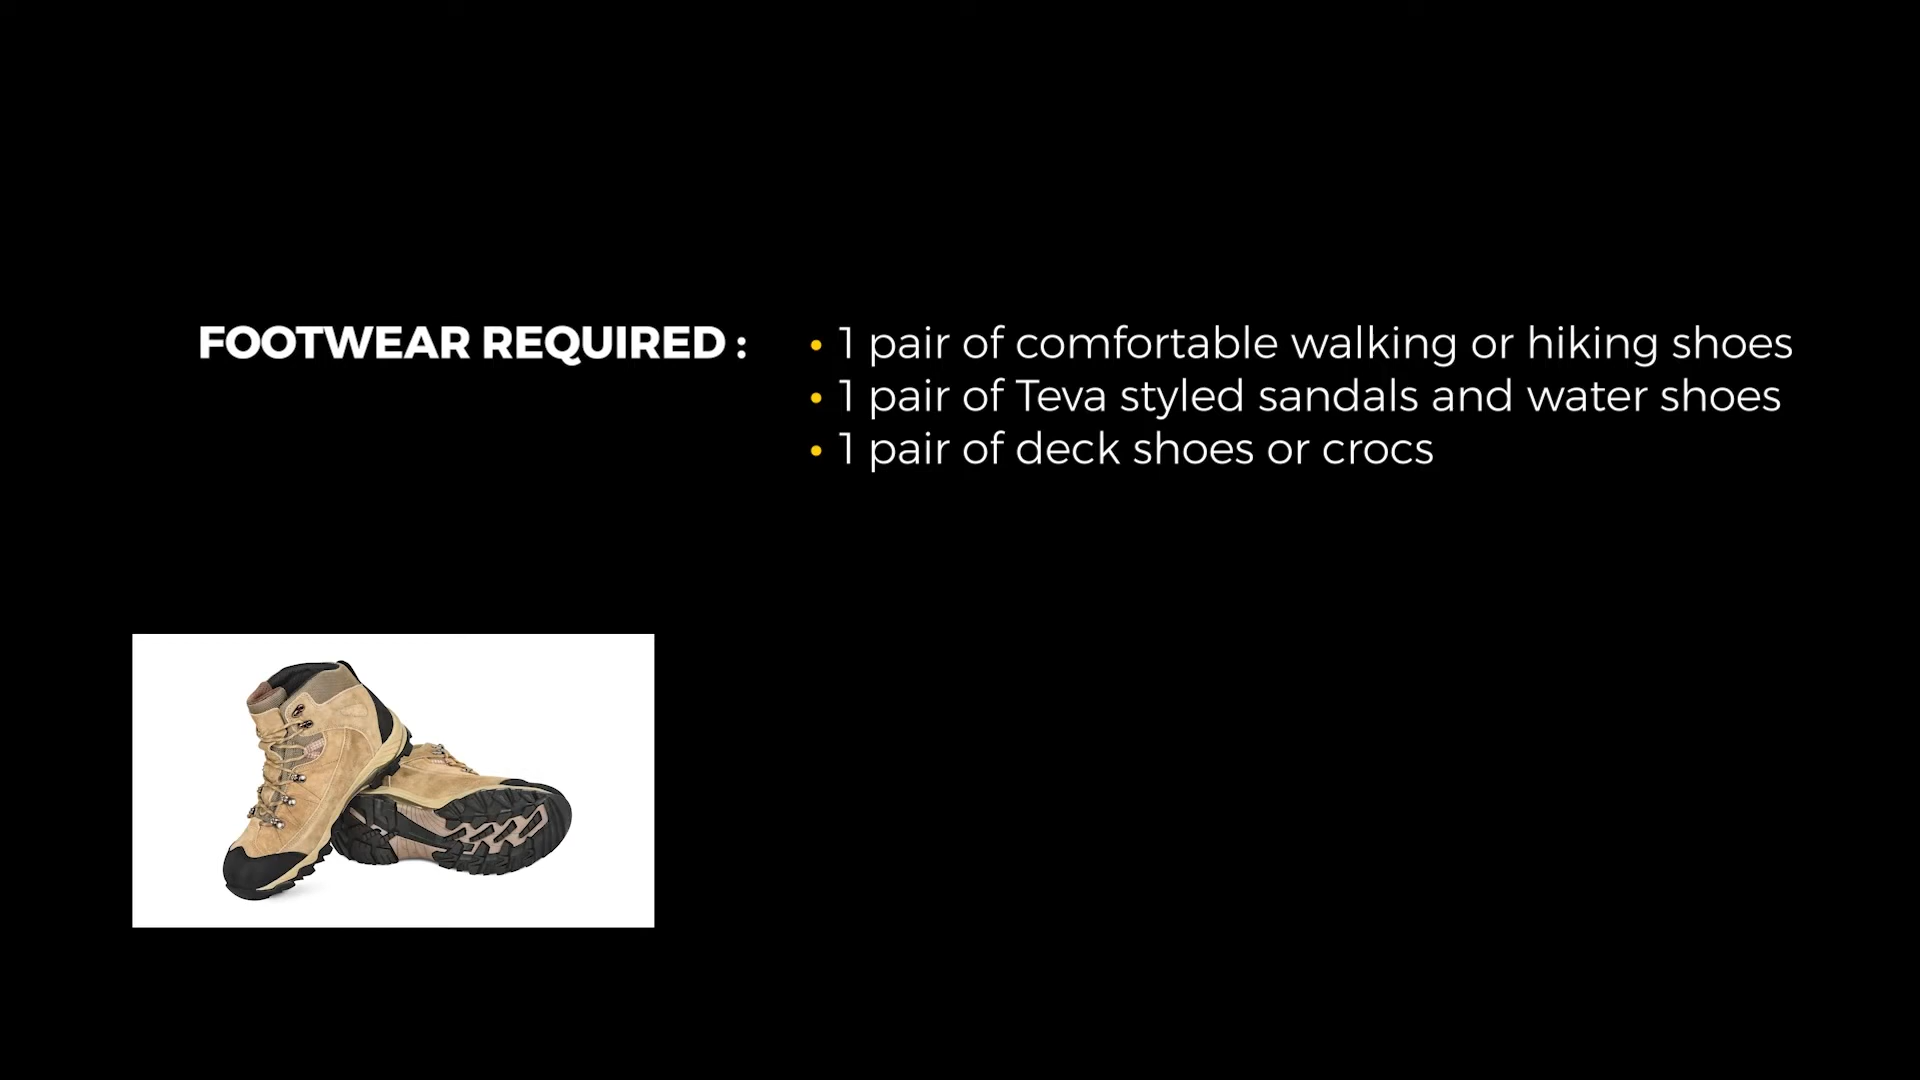 FOOTWEAR REQUIRED :
• 1 pair of comfortable walking or hiking shoes
• 1 pair of Teva styled sandals and water shoes
• 1 pair of deck shoes or crocs